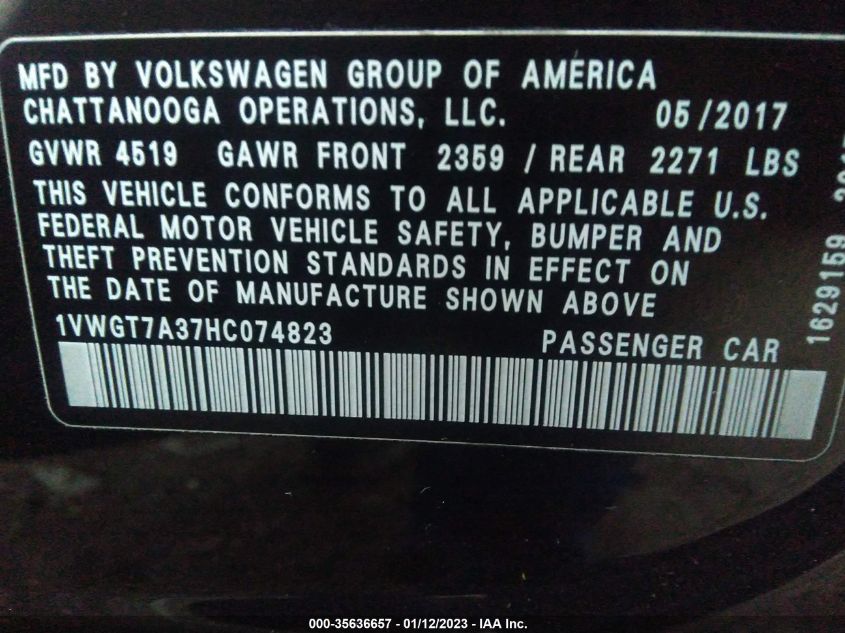 MFD BY VOLKSWAGEN GROUP OF AMERICA
CHATTANOOGA OPERATIONS, LLC. 05/2017
GVWR 4519 GAWR FRONT 2359 / REAR 2271 LBS
THIS VEHICLE CONFORMS TO ALL APPLICABLE U.S.
FEDERAL MOTOR VEHICLE SAFETY, BUMPER AND
THEFT PREVENTION STANDARDS IN EFFECT ON
THE DATE OF MANUFACTURE SHOWN ABOVE
1VWGT7A37HC074823 PASSENGER CAR
1629159
000-35636657 - 01/12/2023 - IAA Inc.